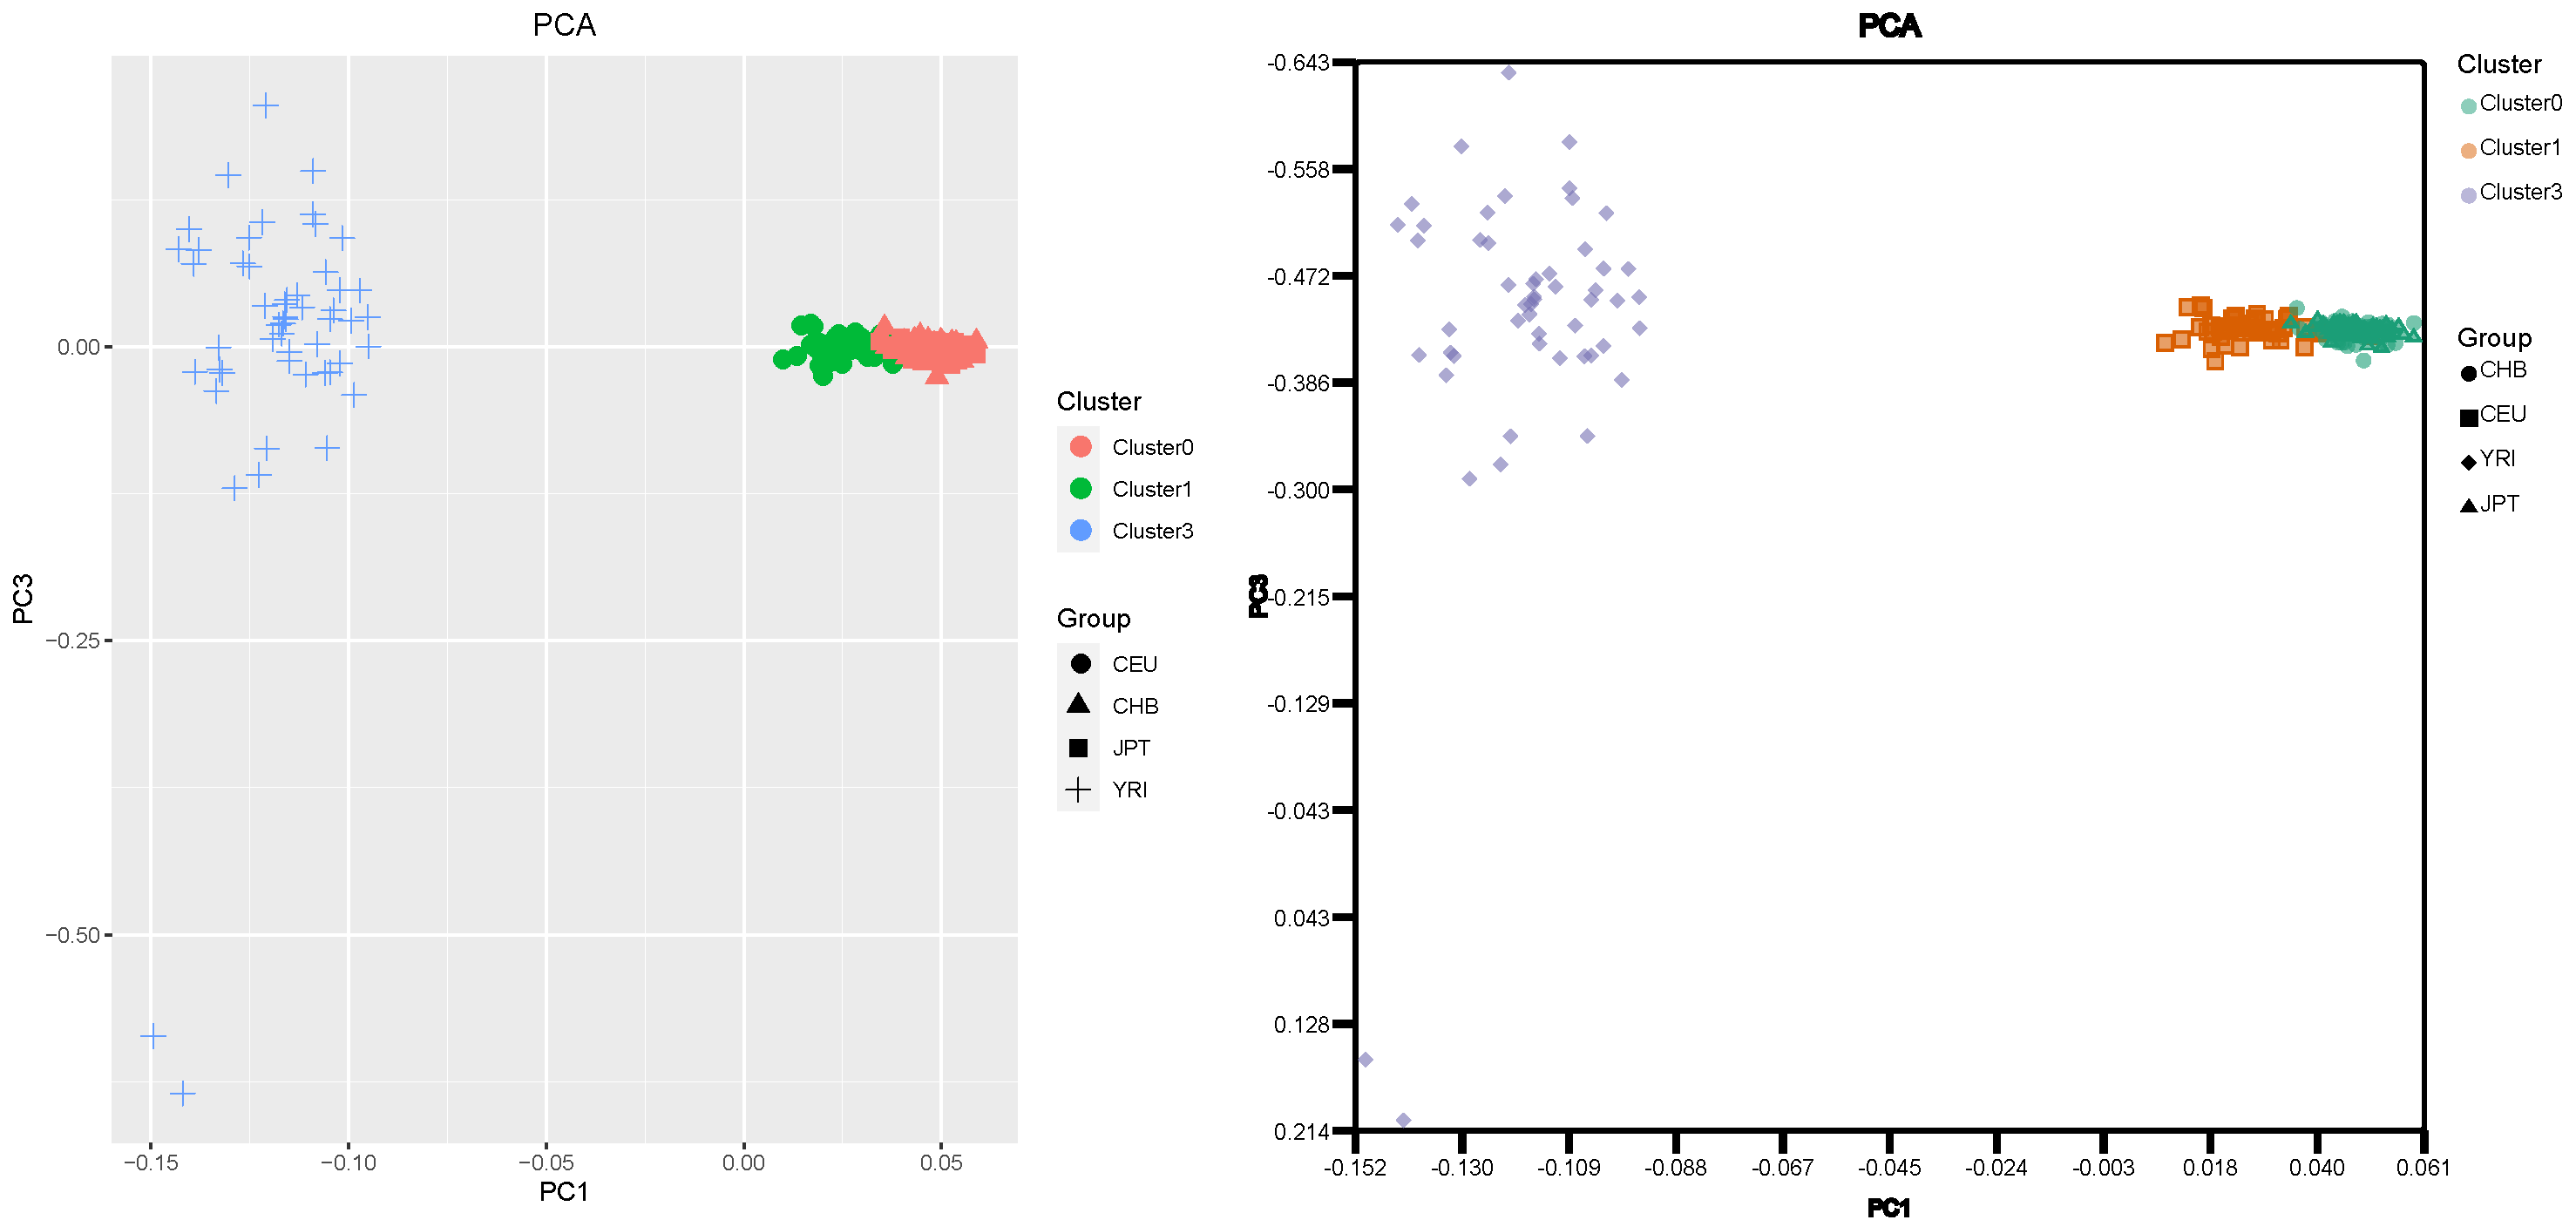 PCA
PC3
0.00
−0.25
−0.50
−0.15
−0.10
−0.05
0.00
0.05
PC1
Cluster
Cluster0
Cluster1
Cluster3
Group
CEU
CHB
JPT
YRI
PCA
PC3
-0.643
-0.558
-0.472
-0.386
-0.300
-0.215
-0.129
-0.043
0.043
0.128
0.214
-0.152
-0.130
-0.109
-0.088
-0.067
-0.045
-0.024
-0.003
0.018
0.040
0.061
PC1
Cluster
Cluster0
Cluster1
Cluster3
Group
CHB
CEU
YRI
JPT